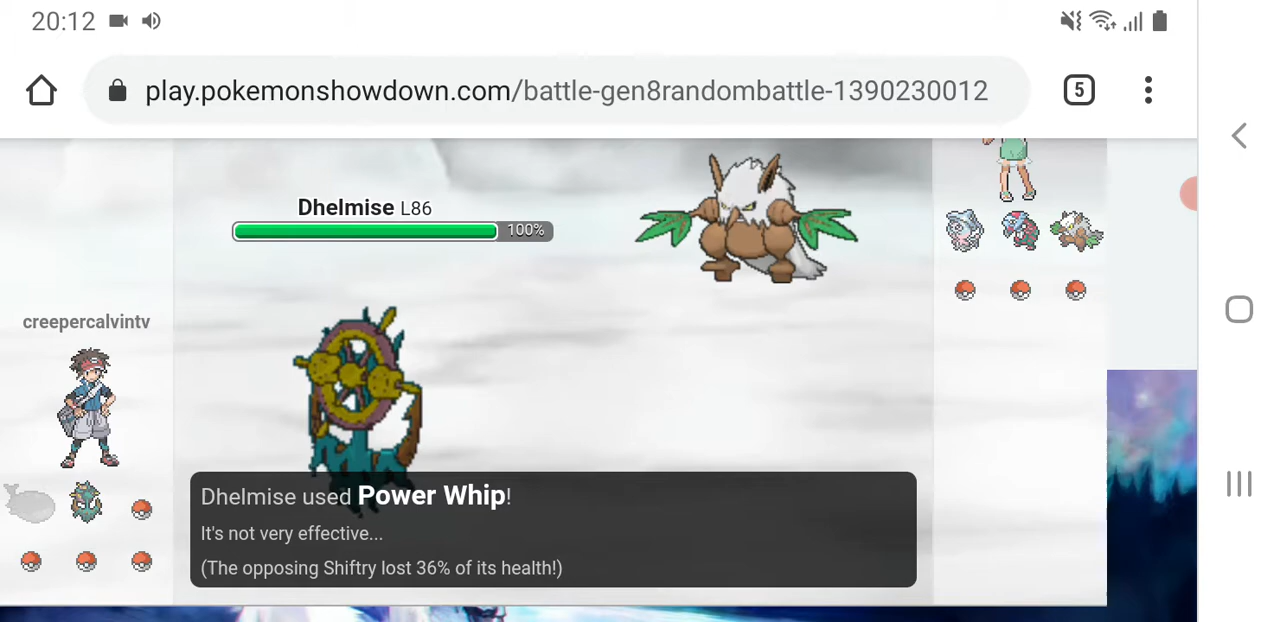 20:12
play.pokemonshowdown.com/battle-gen8randombattle-1390230012
5
Dhelmise L86
100%
creepercalvintv
Dhelmise used Power Whip!
It's not very effective...
(The opposing Shiftry lost 36% of its health!)